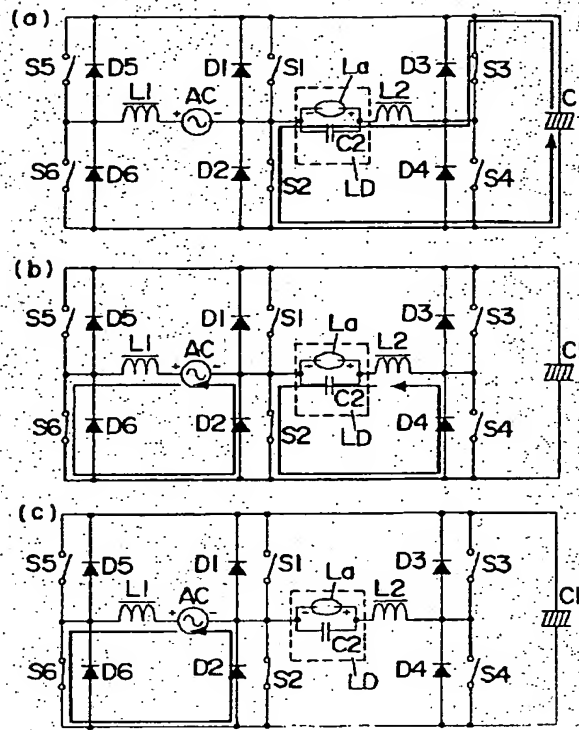 (a)
S5 D5 L1 AC D1 S1 La L2 D3 S3 C
S6 D6 D2 S2 C2 LD D4 S4
(b)
S5 D5 L1 AC D1 S1 La L2 D3 S3 C
S6 D6 D2 S2 C2 LD D4 S4
(c)
S5 D5 L1 AC D1 S1 La L2 D3 S3 C1
S6 D6 D2 S2 C2 LD D4 S4